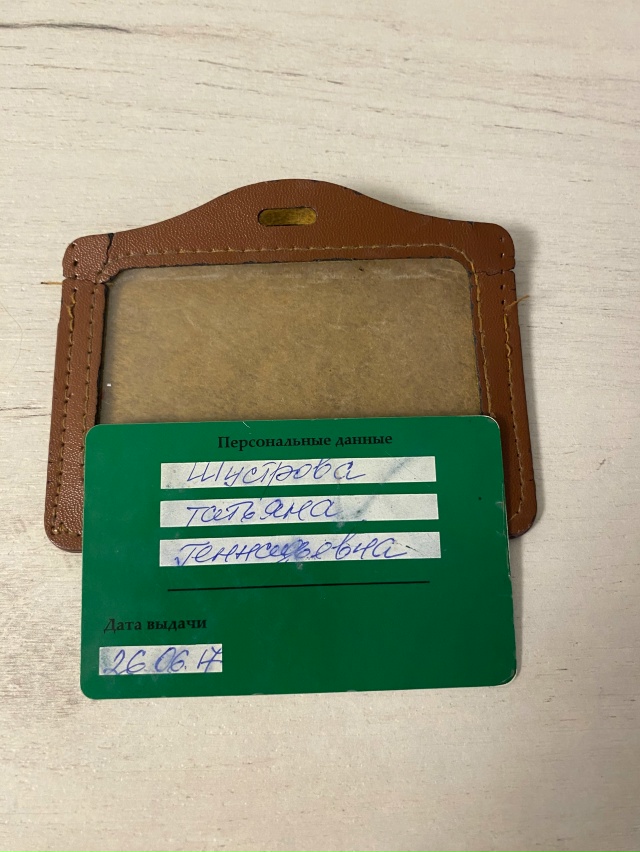 Персональные данные
Шустрова
Татьяна
Геннадьевна
Дата выдачи
26.06.17